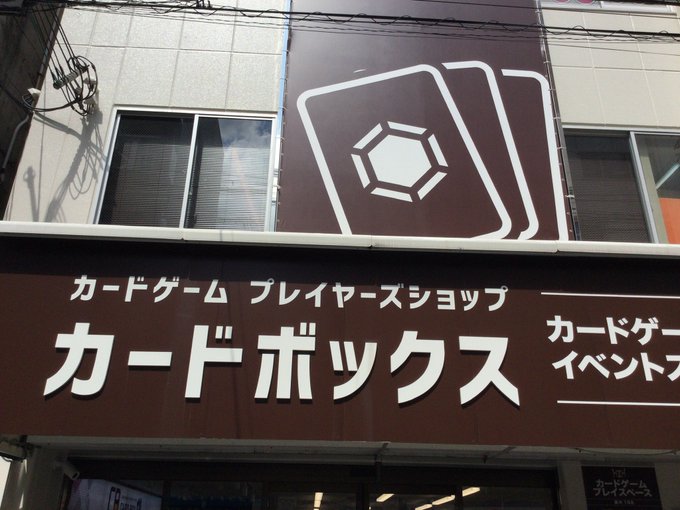 カードゲーム プレイヤーズショップ
カードボックス
カードゲー
イベントス
カードゲーム
プレイスペース